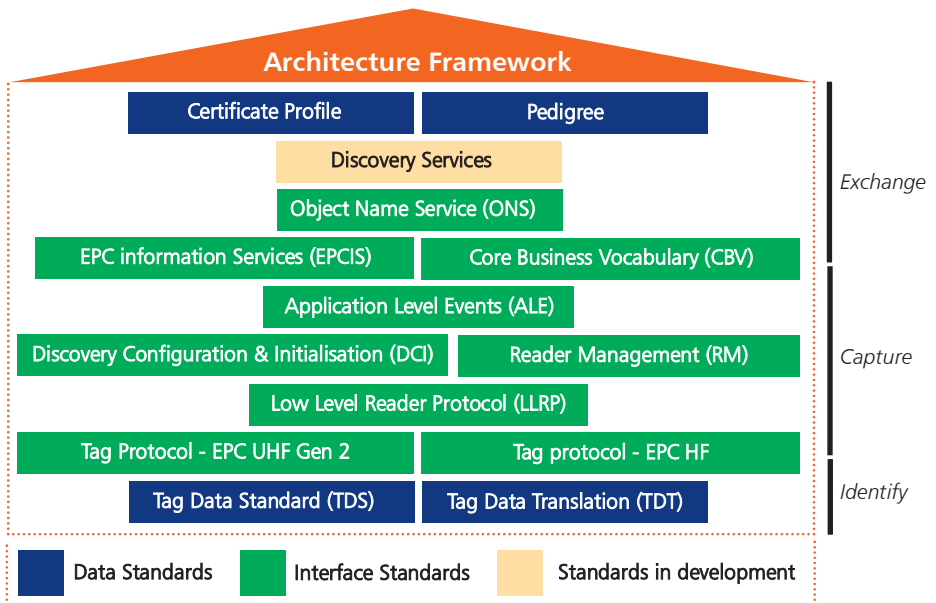 Architecture Framework
Certificate Profile
Pedigree
Discovery Services
Object Name Service (ONS)
Exchange
EPC information Services (EPCIS)
Core Business Vocabulary (CBV)
Application Level Events (ALE)
Discovery Configuration & Initialisation (DCI)
Reader Management (RM)
Capture
Low Level Reader Protocol (LLRP)
Tag Protocol - EPC UHF Gen 2
Tag protocol - EPC HF
Tag Data Standard (TDS)
Tag Data Translation (TDT)
Identify
Data Standards
Interface Standards
Standards in development